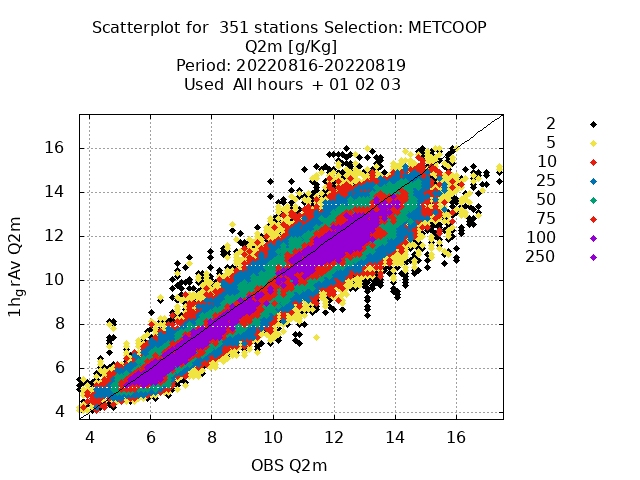 Scatterplot for  351 stations Selection: METCOOP
Q2m [g/Kg]
Period: 20220816-20220819
Used  All hours  + 01 02 03
1hgrAv Q2m
16
14
12
10
8
6
4
4 6 8 10 12 14 16
OBS Q2m
2
5
10
25
50
75
100
250